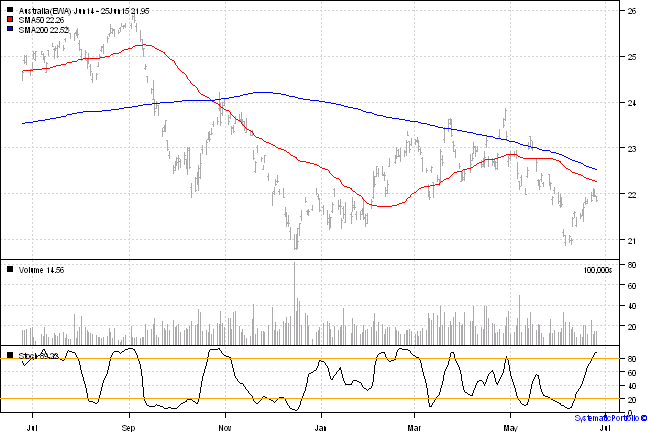 Australia(EWA) Jun14 - 25Jun15 21.95
SMA50 22.26
SMA200 22.52
26
25
24
23
22
21
Volume 14.56
100,000s
80
60
40
20
80
60
40
20
0
Jul Sep Nov Jan Mar May Jul
SystematicPortfolio ©